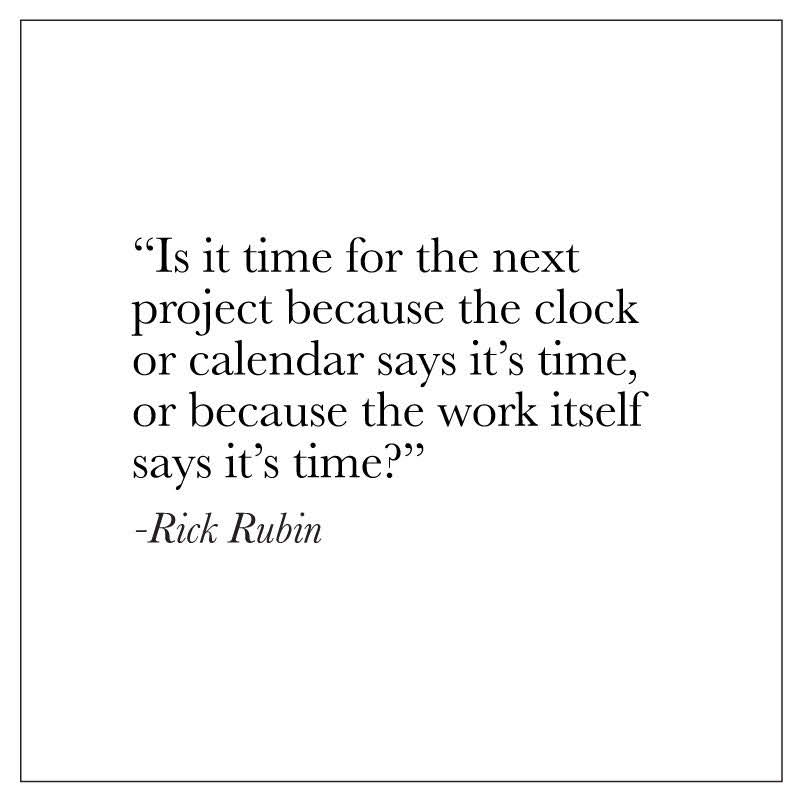 “Is it time for the next
project because the clock
or calendar says it’s time,
or because the work itself
says it’s time?”
-Rick Rubin